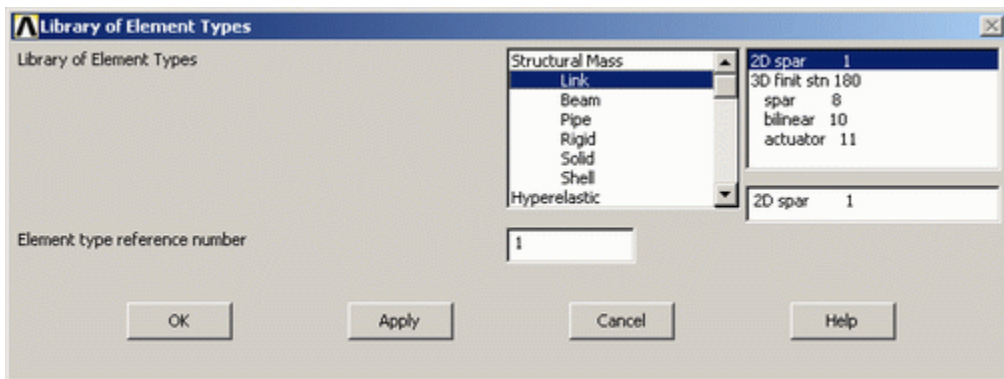 Library of Element Types
Library of Element Types
Structural Mass
Link
Beam
Pipe
Rigid
Solid
Shell
Hyperelastic
2D spar 1
3D finit stn 180
spar 8
bilinear 10
actuator 11
2D spar 1
Element type reference number
1
OK
Apply
Cancel
Help